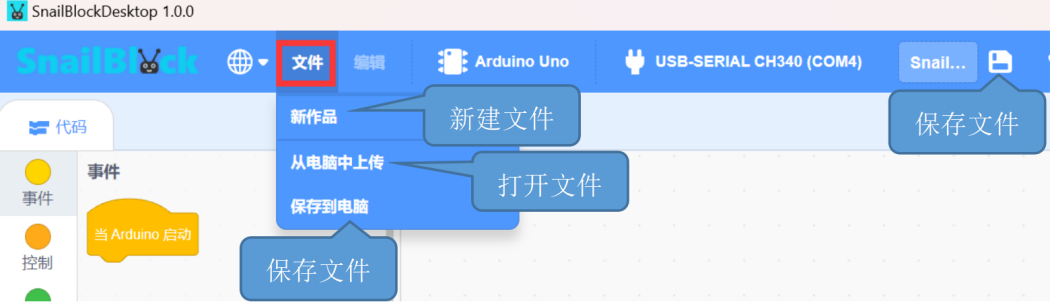 SnailBlockDesktop 1.0.0
SnailBlock
文件
编辑
Arduino Uno
USB-SERIAL CH340 (COM4)
Snail...
新作品
新建文件
保存文件
代码
从电脑中上传
打开文件
事件
事件
保存到电脑
当 Arduino 启动
控制
保存文件